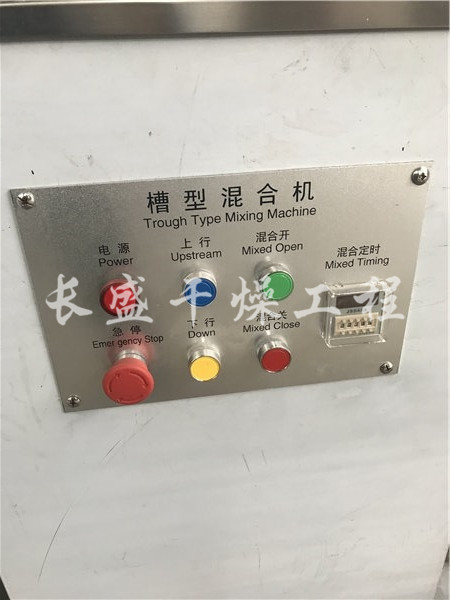 槽型混合机
Trough Type Mixing Machine
电源
Power
上行
Upstream
混合开
Mixed Open
混合定时
Mixed Timing
长盛干燥工程
急停
Emergency Stop
下行
Down
混合关
Mixed Close